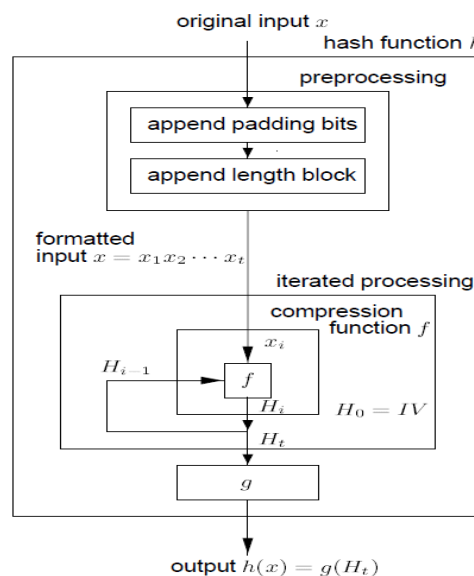 original input x
hash function h
preprocessing
append padding bits
append length block
formatted
input x = x₁x₂ ··· xₜ
iterated processing
compression
function f
xᵢ
Hᵢ₋₁
f
Hᵢ
H₀ = IV
Hₜ
g
output h(x) = g(Hₜ)